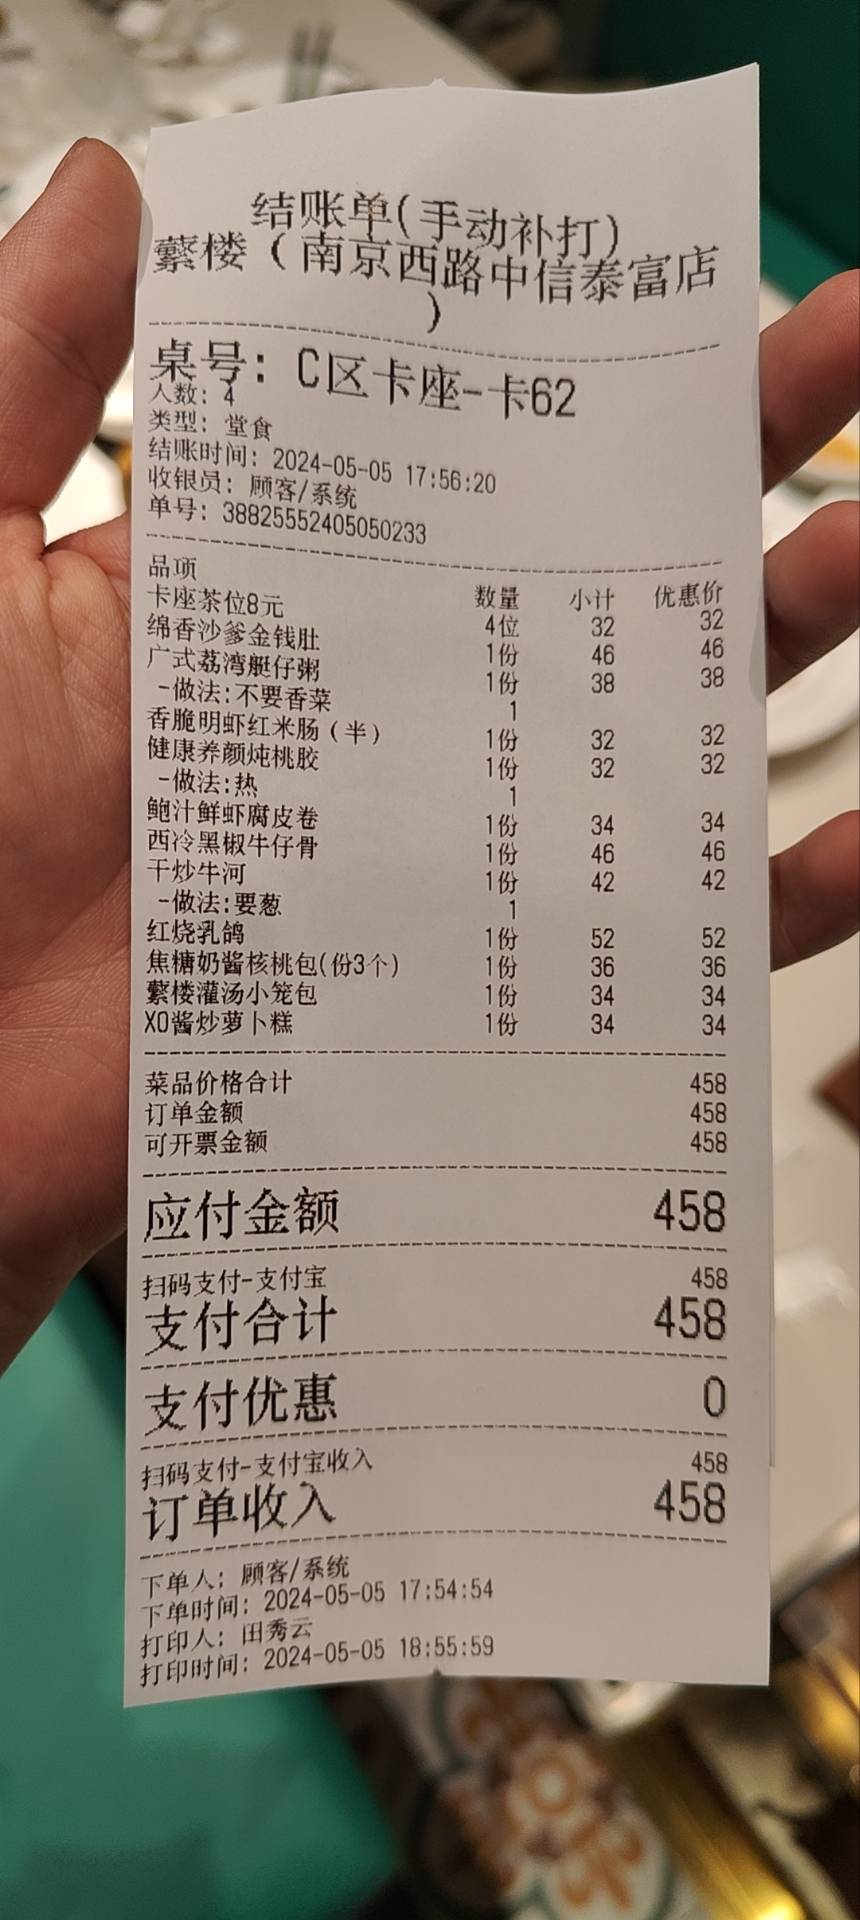 结账单(手动补打)
蘩楼（南京西路中信泰富店
）
桌号: C区卡座-卡62
人数: 4
类型: 堂食
结账时间: 2024-05-05 17:56:20
收银员: 顾客/系统
单号: 38825552405050233
品项 数量 小计 优惠价
卡座茶位8元 4位 32 32
绵香沙爹金钱肚 1份 46 46
广式荔湾艇仔粥 1份 38 38
-做法:不要香菜 1
香脆明虾红米肠（半） 1份 32 32
健康养颜炖桃胶 1份 32 32
-做法:热 1
鲍汁鲜虾腐皮卷 1份 34 34
西冷黑椒牛仔骨 1份 46 46
干炒牛河 1份 42 42
-做法:要葱 1
红烧乳鸽 1份 52 52
焦糖奶酱核桃包(份3个) 1份 36 36
蘩楼灌汤小笼包 1份 34 34
XO酱炒萝卜糕 1份 34 34
菜品价格合计 458
订单金额 458
可开票金额 458
应付金额 458
扫码支付-支付宝 458
支付合计 458
支付优惠 0
扫码支付-支付宝收入 458
订单收入 458
下单人: 顾客/系统
下单时间: 2024-05-05 17:54:54
打印人: 田秀云
打印时间: 2024-05-05 18:55:59